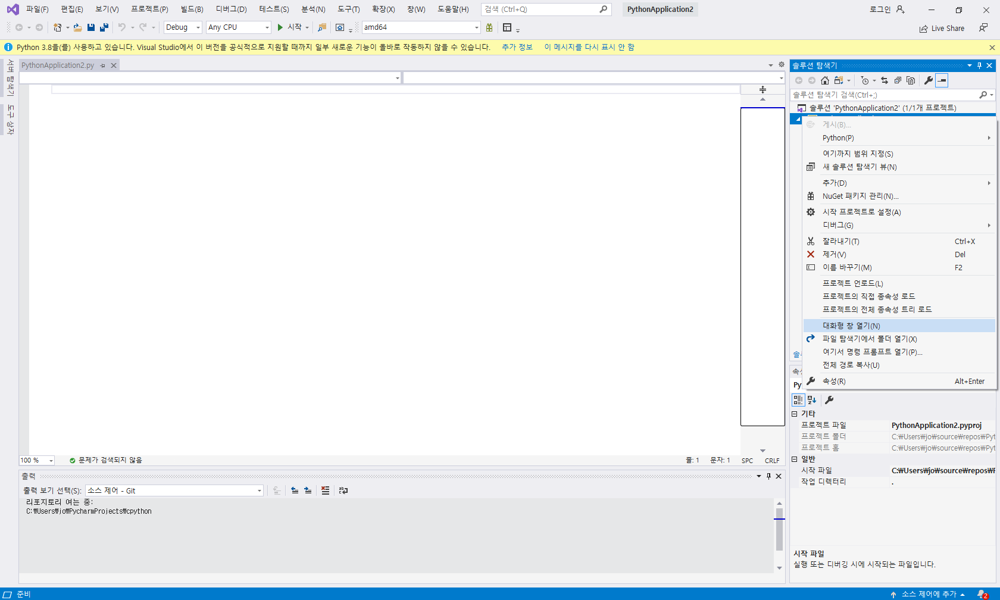 파일(F) 편집(E) 보기(V) 프로젝트(P) 빌드(B) 디버그(D) 테스트(S) 분석(N) 도구(T) 확장(X) 창(W) 도움말(H) 검색 (Ctrl+Q) PythonApplication2 로그인
Debug Any CPU 시작 amd64 Live Share
Python 3.8을(를) 사용하고 있습니다. Visual Studio에서 이 버전을 공식적으로 지원할 때까지 일부 새로운 기능이 올바로 작동하지 않을 수 있습니다. 추가 정보 이 메시지를 다시 표시 안 함
서버 탐색기
도구 상자
PythonApplication2.py
100 % 문제가 검색되지 않음 줄: 1 문자: 1 SPC CRLF
출력
출력 보기 선택(S): 소스 제어 - Git
리포지토리 여는 중:
C:₩Users₩jo₩PycharmProjects₩cpython
솔루션 탐색기
솔루션 탐색기 검색(Ctrl+;)
솔루션 'PythonApplication2' (1/1개 프로젝트)
게시(B)...
Python(P)
여기까지 범위 지정(S)
새 솔루션 탐색기 뷰(N)
추가(D)
NuGet 패키지 관리(N)...
시작 프로젝트로 설정(A)
디버그(G)
잘라내기(T) Ctrl+X
제거(V) Del
이름 바꾸기(M) F2
프로젝트 언로드(L)
프로젝트의 직접 종속성 로드
프로젝트의 전체 종속성 트리 로드
대화형 창 열기(N)
파일 탐색기에서 폴더 열기(X)
여기서 명령 프롬프트 열기(P)...
전체 경로 복사(U)
속성(R) Alt+Enter
솔
속
Py
기타
프로젝트 파일 PythonApplication2.pyproj
프로젝트 폴더 C:₩Users₩jo₩source₩repos₩Pyt
프로젝트 홈 C:₩Users₩jo₩source₩repos₩Pyt
일반
시작 파일 C:₩Users₩jo₩source₩repos₩P
작업 디렉터리 .
시작 파일
실행 또는 디버깅 시에 시작되는 파일입니다.
준비 소스 제어에 추가 2